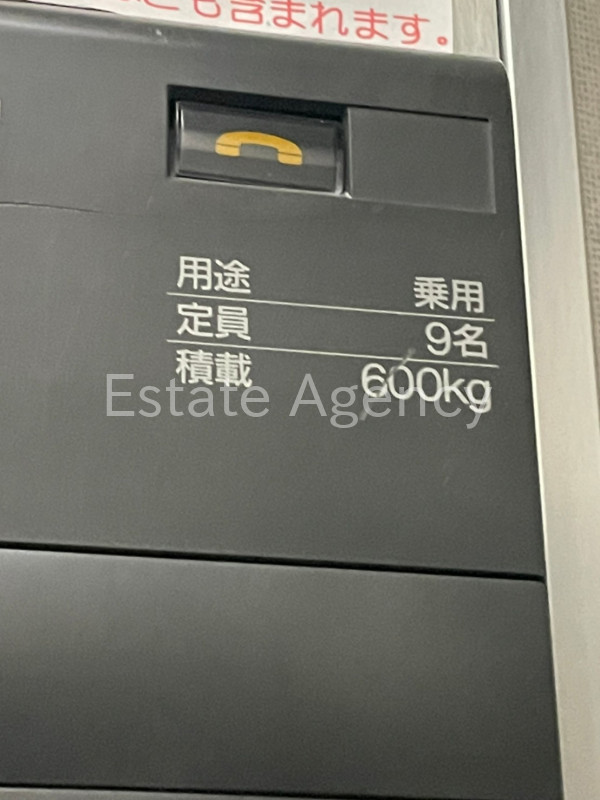 も含まれます。
用途 乗用
定員 9名
積載 600kg
Estate Agency